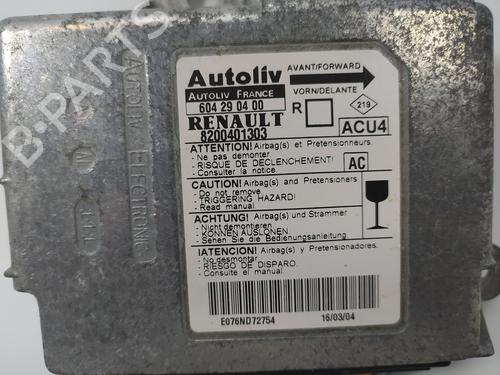 Autoliv
AVANT/FORWARD
AUTOLIV FRANCE
VORN/DELANTE
604 29 04 00
R
219
RENAULT
8200401303
ACU4
ATTENTION! Airbag(s) et Pretensionneurs.
- Ne pas demonter.
- RISQUE DE DECLENCHEMENT!
- Consulter la notice.
AC
CAUTION! Airbag(s) and Pretensioners
- Do not remove.
- TRIGGERING HAZARD!
- Read manual.
ACHTUNG! Airbag(s) und Strammer
- Nicht demontieren.
- KONNEN AUSLONEN.
- Sehen Sie die Bedienungsanleitung.
!ATENCION! Airbag(s) y Pretensionadores.
- No desmontar.
- RIESGO DE DISPARO.
- Consulte el manual.
E076ND72754
16/03/04
AUTOLIV ELECTRONIC
B-PARTS